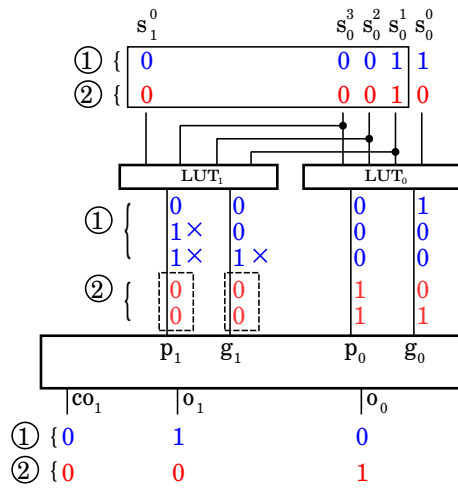 s₁⁰ s₀³ s₀² s₀¹ s₀⁰
① { 0 0 0 1 1
② { 0 0 0 1 0
LUT₁ LUT₀
① { 0 0 0 1
1× 0 0 0
1× 1× 0 0
② { 0 0 1 0
0 0 1 1
p₁ g₁ p₀ g₀
co₁ o₁ o₀
① { 0 1 0
② { 0 0 1